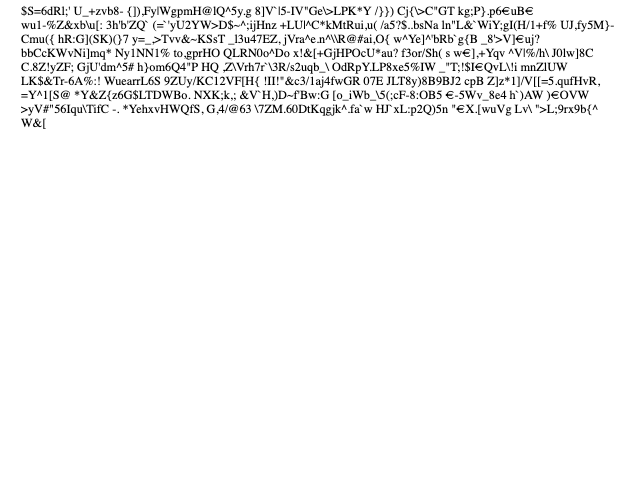 $S=6dRl;' U_+zvb8- {]),Fy|WgpmH@lQ^5y.g 8]V`l5-IV"Ge\>LPK*Y /}}) Cj{\>C"GT kg;P}.p6€uB€
wu1-%Z&xb\u[: 3h'b'ZQ` (=`'yU2YW>D$~^;ijHnz +LU|^C*kMtRui,u( /a5?$..bsNa ln"L&`WiY;gI(H/1+f% UJ,fy5M}-
Cmu({ hR:G](SK)(}7 y=_,>Tvv&~KSsT _l3u47EZ, jVra^e.n^\\R@#ai,O{ w^Ye]^'bRb`g{B _8'>V]€uj?
bbCcKWvNi]mq* Ny1NN1% to,gprHO QLRN0o^Do x!&[+GjHPOcU*au? f3or/Sh( s w€],+Yqv ^V|%/h\ J0lw]8C
C.8Z!yZF; GjU'dm^5# h}om6Q4"P HQ ,Z\Vrh7r`\3R/s2uqb_\ OdRpY.LP8xe5%IW _"T;!$I€QvL\!i mnZlUW
LK$&Tr-6A%:! WuearrL6S 9ZUy/KC12VF[H{ !II!"&c3/1aj4fwGR 07E JLT8y)8B9BJ2 cpB Z]z*1]/V[[=5.qufHvR,
=Y^1[S@ *Y&Z{z6G$LTDWBo. NXK;k,; &V`H,)D~f'Bw:G [o_iWb_\5(;cF-8:OB5 €-5Wv_8e4 h`)AW )€OVW
>yV#"56Iqu\TifC -. *YehxvHWQfS, G,4/@63 \7ZM.60DtKqgjk^.fa`w HJ`xL:p2Q)5n "€X.[wuVg Lv\ ">L;9rx9b{^
W&[